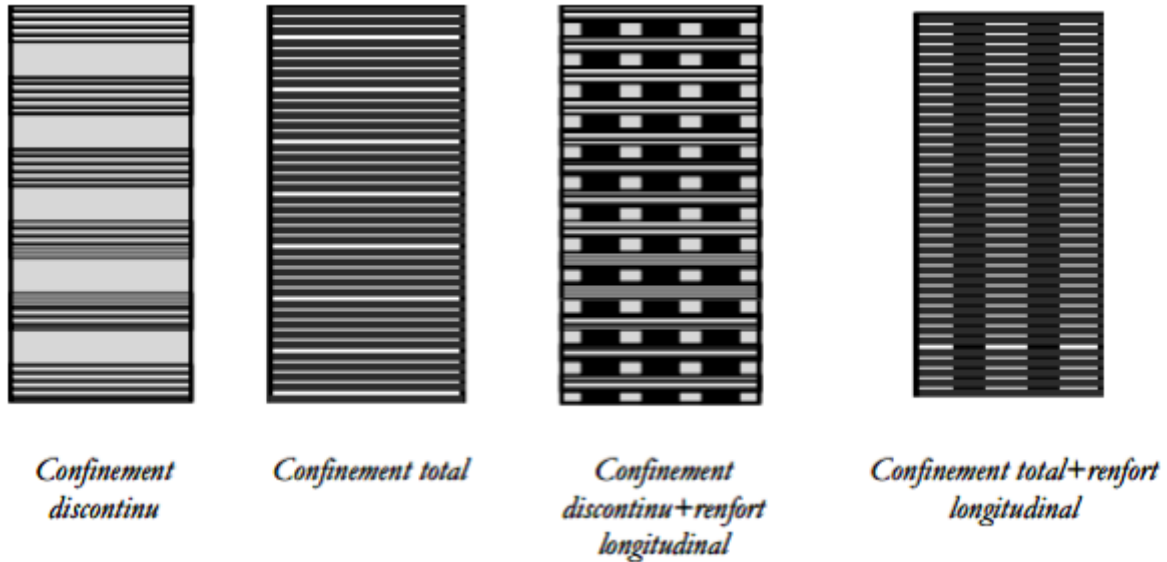 Confinement
discontinu
Confinement total
Confinement
discontinu+renfort
longitudinal
Confinement total+renfort
longitudinal